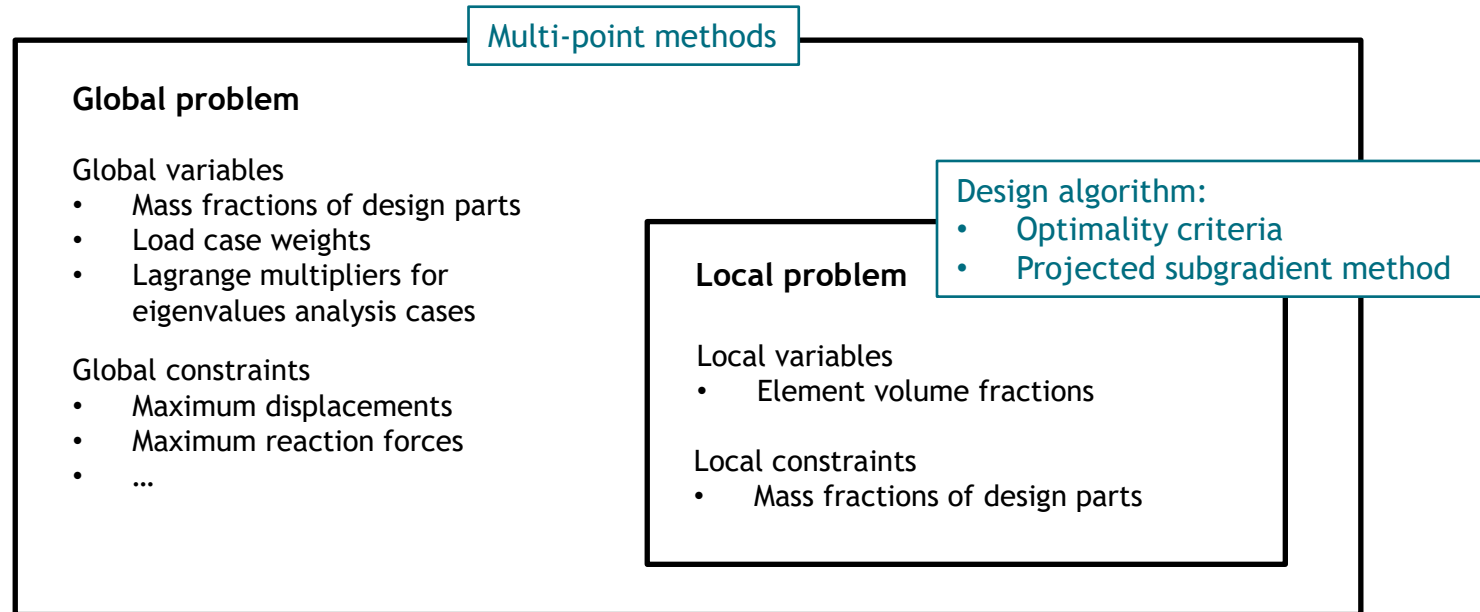 Multi-point methods
Global problem
Global variables
• Mass fractions of design parts
• Load case weights
• Lagrange multipliers for
eigenvalues analysis cases
Global constraints
• Maximum displacements
• Maximum reaction forces
• …
Design algorithm:
• Optimality criteria
• Projected subgradient method
Local problem
Local variables
• Element volume fractions
Local constraints
• Mass fractions of design parts